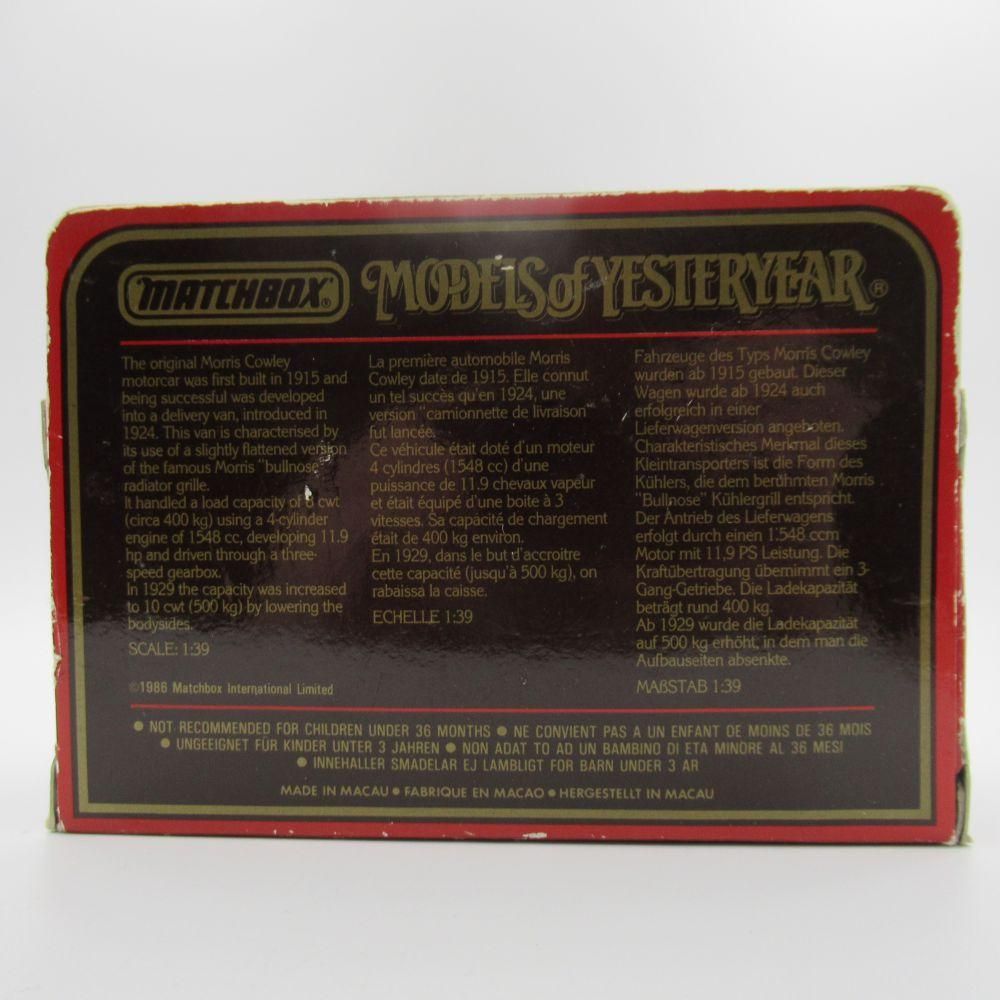 MATCHBOX® MODELS of YESTERYEAR®
The original Morris Cowley
motorcar was first built in 1915 and
being successful was developed
into a delivery van, introduced in
1924. This van is characterised by
its use of a slightly flattened version
of the famous Morris "bullnose"
radiator grille.
It handled a load capacity of 8 cwt
(circa 400 kg) using a 4-cylinder
engine of 1548 cc, developing 11.9
hp and driven through a three-
speed gearbox.
In 1929 the capacity was increased
to 10 cwt (500 kg) by lowering the
bodysides.
SCALE: 1:39
©1986 Matchbox International Limited
La première automobile Morris
Cowley date de 1915. Elle connut
un tel succès qu'en 1924, une
version "camionnette de livraison"
fut lancée.
Ce véhicule était doté d'un moteur
4 cylindres (1548 cc) d'une
puissance de 11.9 chevaux vapeur
et était équipé d'une boite à 3
vitesses. Sa capacité de chargement
était de 400 kg environ.
En 1929, dans le but d'accroitre
cette capacité (jusqu'à 500 kg), on
rabaissa la caisse.
ECHELLE 1:39
Fahrzeuge des Typs Morris Cowley
wurden ab 1915 gebaut. Dieser
Wagen wurde ab 1924 auch
erfolgreich in einer
Lieferwagenversion angeboten.
Charakteristisches Merkmal dieses
Kleintransporters ist die Form des
Kühlers, die dem berühmten Morris
"Bullnose" Kühlergrill entspricht.
Der Antrieb des Lieferwagens
erfolgt durch einen 1.548 ccm
Motor mit 11,9 PS Leistung. Die
Kraftübertragung übernimmt ein 3-
Gang-Getriebe. Die Ladekapazität
beträgt rund 400 kg.
Ab 1929 wurde die Ladekapazität
auf 500 kg erhöht, in dem man die
Aufbauseiten absenkte.
MAßSTAB 1:39
● NOT RECOMMENDED FOR CHILDREN UNDER 36 MONTHS ● NE CONVIENT PAS A UN ENFANT DE MOINS DE 36 MOIS
● UNGEEIGNET FÜR KINDER UNTER 3 JAHREN ● NON ADAT TO AD UN BAMBINO DI ETA MINDRE AL 36 MESI
● INNEHALLER SMADELAR EJ LAMBLIGT FOR BARN UNDER 3 AR
MADE IN MACAU ● FABRIQUE EN MACAO ● HERGESTELLT IN MACAU